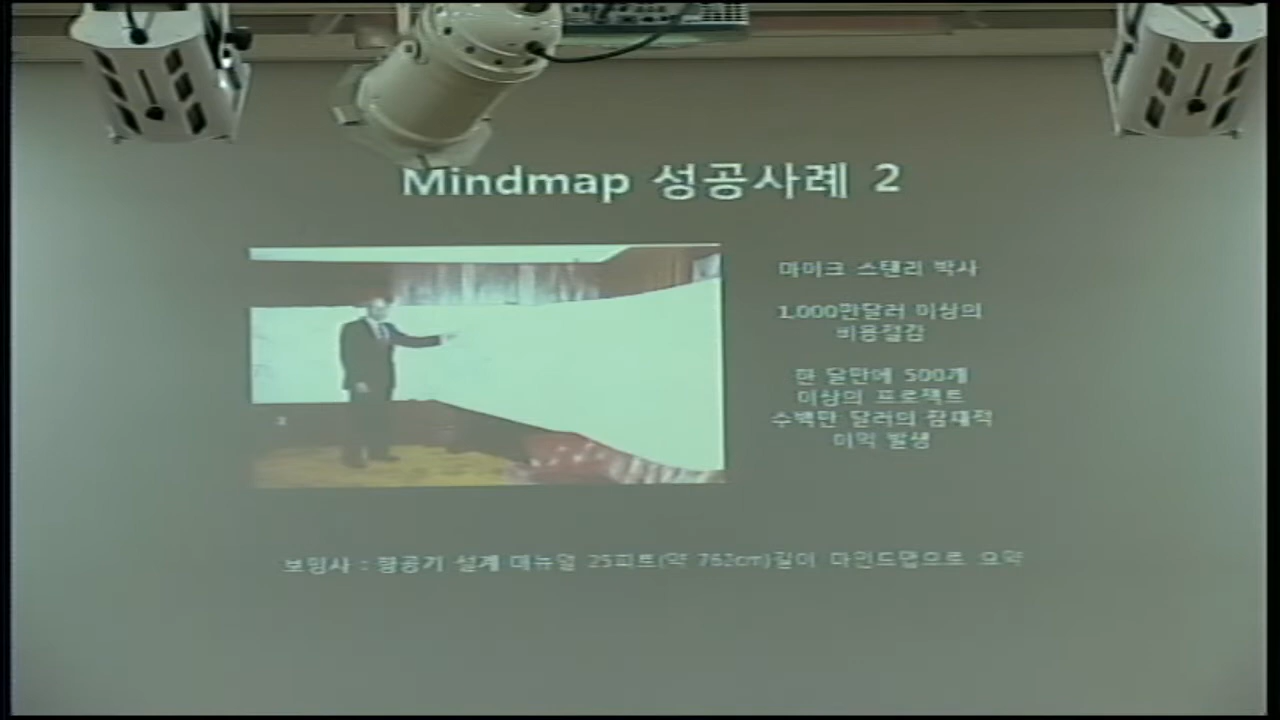 Mindmap 성공사례 2
마이크 스탠리 박사
1,000만달러 이상의
비용절감
한 달만에 500개
이상의 프로젝트
수백만 달러의 잠재적
이익 발생
보잉사 : 항공기 설계 매뉴얼 25피트(약 762cm)길이 마인드맵으로 요약